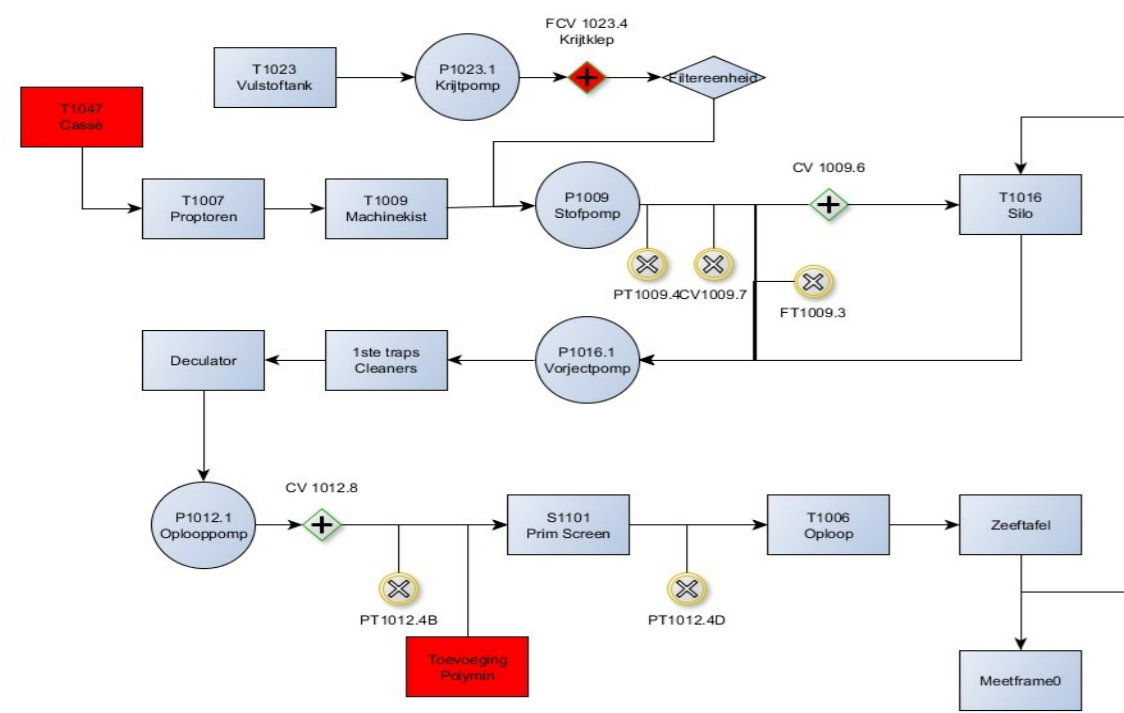 FCV 1023.4
Krijtklep
T1023
Vulstoftank
P1023.1
Krijtpomp
Filtereenheid
T1047
Cassé
CV 1009.6
T1007
Proptoren
T1009
Machinekist
P1009
Stofpomp
T1016
Silo
PT1009.4
CV1009.7
FT1009.3
Deculator
1ste traps
Cleaners
P1016.1
Vorjectpomp
CV 1012.8
P1012.1
Oplooppomp
S1101
Prim Screen
T1006
Oploop
Zeeftafel
PT1012.4B
PT1012.4D
Toevoeging
Polymin
Meetframe0